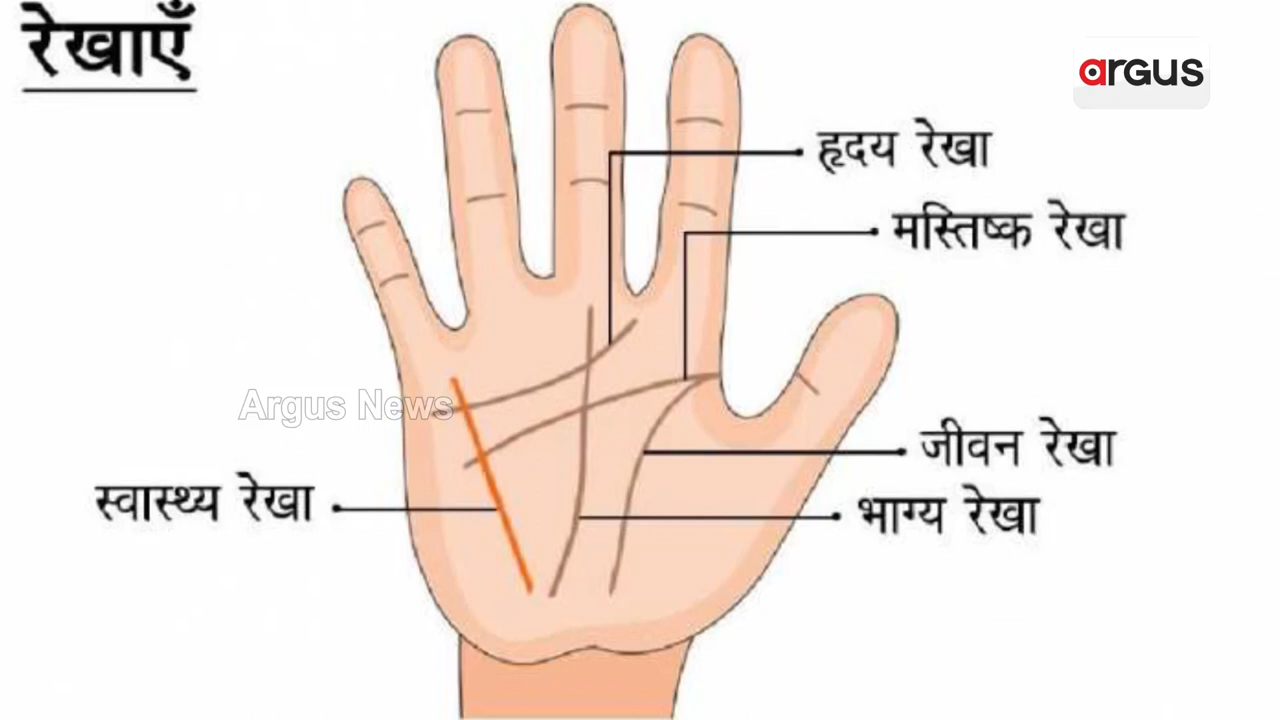 रेखाएँ
argus
हृदय रेखा
मस्तिष्क रेखा
Argus News
जीवन रेखा
स्वास्थ्य रेखा
भाग्य रेखा